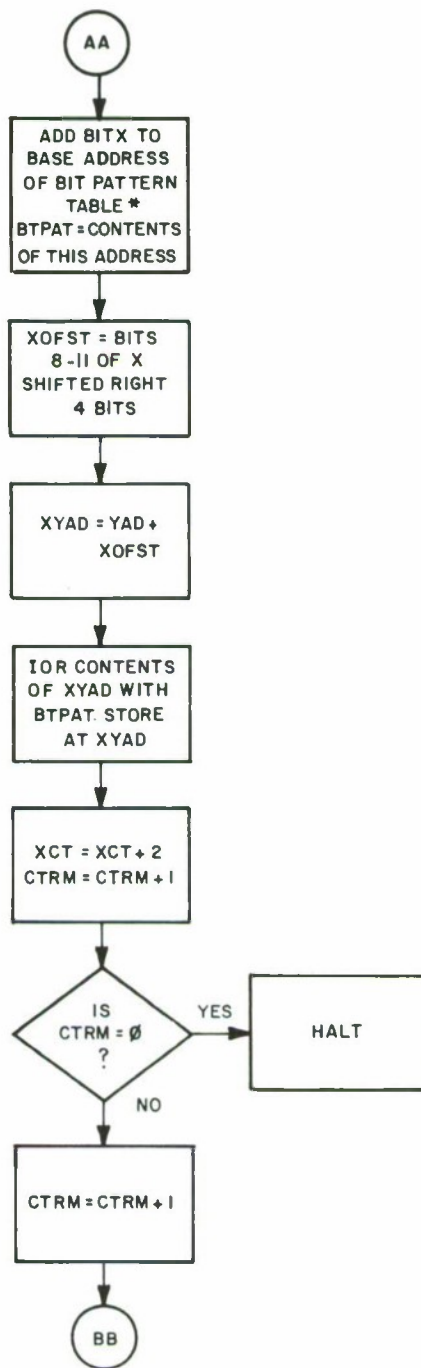 AA
ADD BITX TO
BASE ADDRESS
OF BIT PATTERN
TABLE *
BTPAT = CONTENTS
OF THIS ADDRESS
XOFST = BITS
8-11 OF X
SHIFTED RIGHT
4 BITS
XYAD = YAD +
XOFST
IOR CONTENTS
OF XYAD WITH
BTPAT. STORE
AT XYAD
XCT = XCT + 2
CTRM = CTRM + 1
IS
CTRM = Ø
?
YES
HALT
NO
CTRM = CTRM + 1
BB